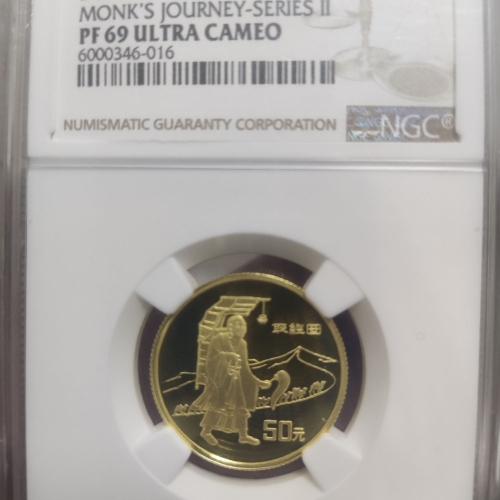 MONK'S JOURNEY-SERIES II
PF 69 ULTRA CAMEO
6000346-016
NUMISMATIC GUARANTY CORPORATION
NGC®
50元